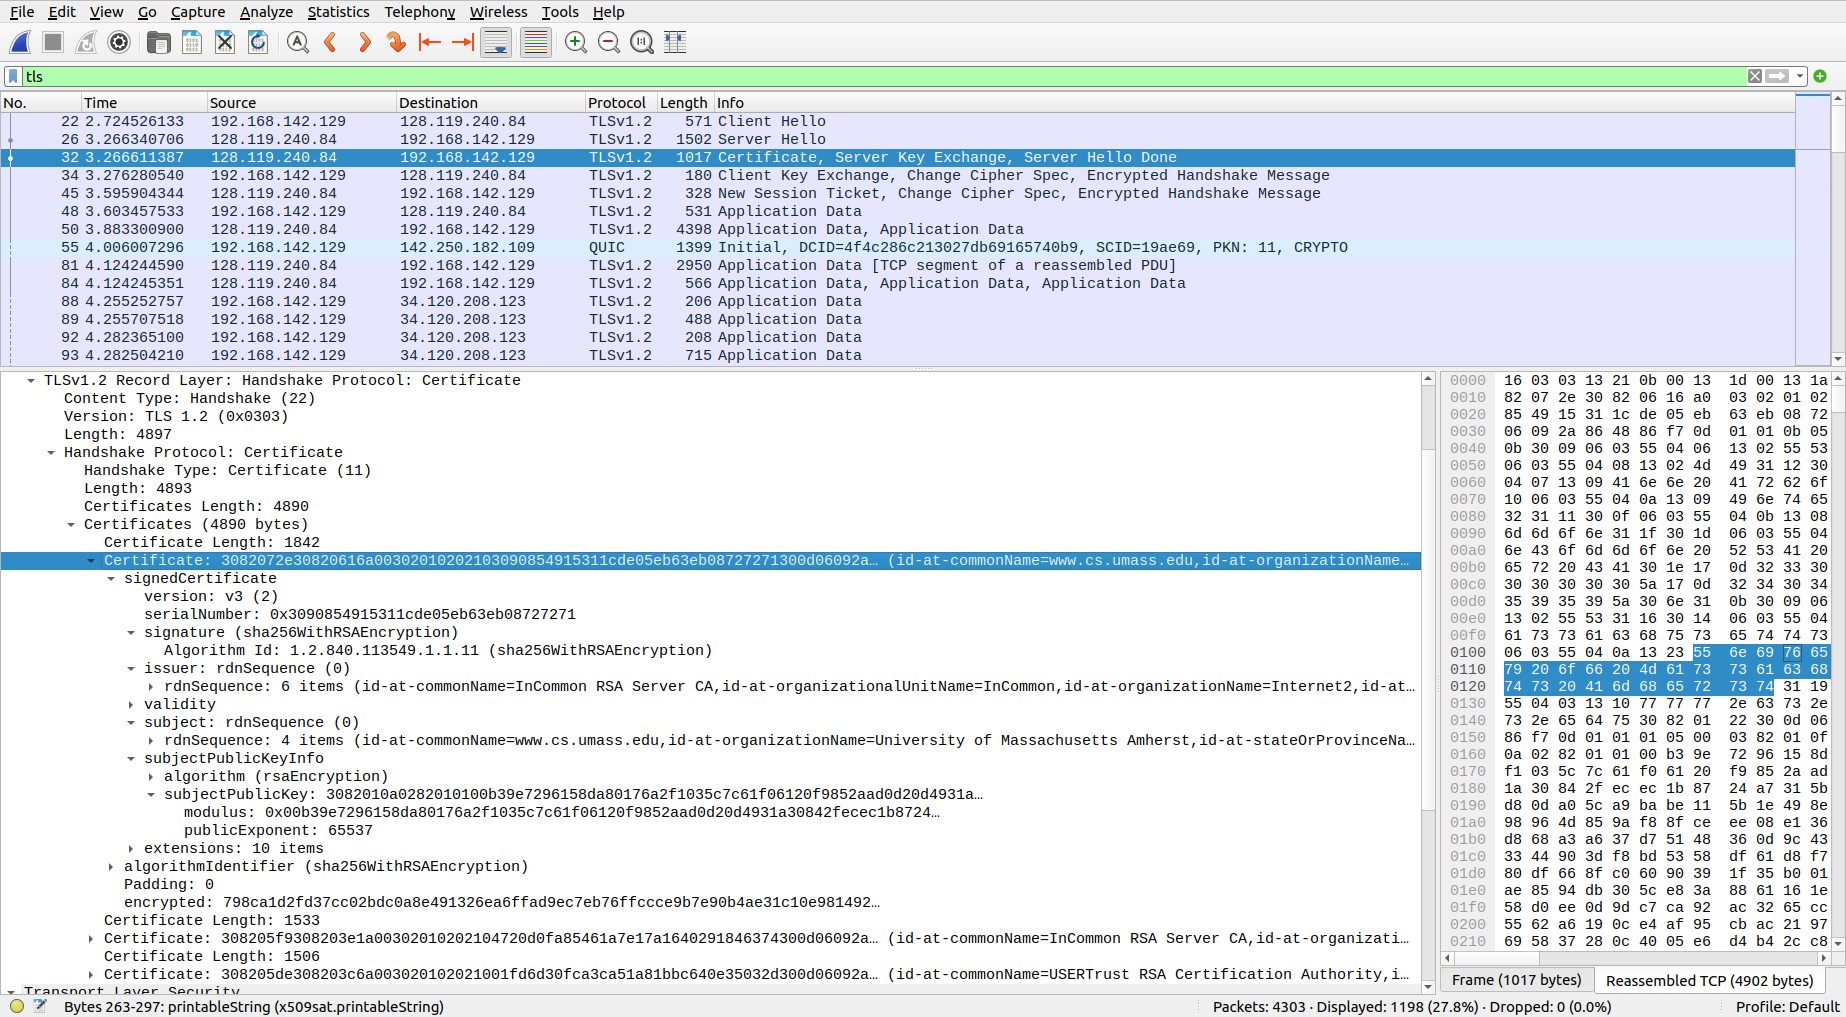 File Edit View Go Capture Analyze Statistics Telephony Wireless Tools Help
tls
No. Time Source Destination Protocol Length Info
22 2.724526133 192.168.142.129 128.119.240.84 TLSv1.2 571 Client Hello
26 3.266340706 128.119.240.84 192.168.142.129 TLSv1.2 1502 Server Hello
32 3.266611387 128.119.240.84 192.168.142.129 TLSv1.2 1017 Certificate, Server Key Exchange, Server Hello Done
34 3.276280540 192.168.142.129 128.119.240.84 TLSv1.2 180 Client Key Exchange, Change Cipher Spec, Encrypted Handshake Message
45 3.595904344 128.119.240.84 192.168.142.129 TLSv1.2 328 New Session Ticket, Change Cipher Spec, Encrypted Handshake Message
48 3.603457533 192.168.142.129 128.119.240.84 TLSv1.2 531 Application Data
50 3.883300900 128.119.240.84 192.168.142.129 TLSv1.2 4398 Application Data, Application Data
55 4.006007296 192.168.142.129 142.250.182.109 QUIC 1399 Initial, DCID=4f4c286c213027db69165740b9, SCID=19ae69, PKN: 11, CRYPTO
81 4.124244590 128.119.240.84 192.168.142.129 TLSv1.2 2950 Application Data [TCP segment of a reassembled PDU]
84 4.124245351 128.119.240.84 192.168.142.129 TLSv1.2 566 Application Data, Application Data, Application Data
88 4.255252757 192.168.142.129 34.120.208.123 TLSv1.2 206 Application Data
89 4.255707518 192.168.142.129 34.120.208.123 TLSv1.2 488 Application Data
92 4.282365100 192.168.142.129 34.120.208.123 TLSv1.2 208 Application Data
93 4.282504210 192.168.142.129 34.120.208.123 TLSv1.2 715 Application Data
TLSv1.2 Record Layer: Handshake Protocol: Certificate
Content Type: Handshake (22)
Version: TLS 1.2 (0x0303)
Length: 4897
Handshake Protocol: Certificate
Handshake Type: Certificate (11)
Length: 4893
Certificates Length: 4890
Certificates (4890 bytes)
Certificate Length: 1842
Certificate: 3082072e30820616a00302010202103090854915311cde05eb63eb08727271300d06092a… (id-at-commonName=www.cs.umass.edu,id-at-organizationName…
signedCertificate
version: v3 (2)
serialNumber: 0x3090854915311cde05eb63eb08727271
signature (sha256WithRSAEncryption)
Algorithm Id: 1.2.840.113549.1.1.11 (sha256WithRSAEncryption)
issuer: rdnSequence (0)
rdnSequence: 6 items (id-at-commonName=InCommon RSA Server CA,id-at-organizationalUnitName=InCommon,id-at-organizationName=Internet2,id-at…
validity
subject: rdnSequence (0)
rdnSequence: 4 items (id-at-commonName=www.cs.umass.edu,id-at-organizationName=University of Massachusetts Amherst,id-at-stateOrProvinceNa…
subjectPublicKeyInfo
algorithm (rsaEncryption)
subjectPublicKey: 3082010a0282010100b39e7296158da80176a2f1035c7c61f06120f9852aad0d20d4931a…
modulus: 0x00b39e7296158da80176a2f1035c7c61f06120f9852aad0d20d4931a30842fecec1b8724…
publicExponent: 65537
extensions: 10 items
algorithmIdentifier (sha256WithRSAEncryption)
Padding: 0
encrypted: 798ca1d2fd37cc02bdc0a8e491326ea6ffad9ec7eb76ffccce9b7e90b4ae31c10e981492…
Certificate Length: 1533
Certificate: 308205f9308203e1a00302010202104720d0fa85461a7e17a1640291846374300d06092a… (id-at-commonName=InCommon RSA Server CA,id-at-organizati…
Certificate Length: 1506
Certificate: 308205de308203c6a003020102021001fd6d30fca3ca51a81bbc640e35032d300d06092a… (id-at-commonName=USERTrust RSA Certification Authority,i…
Transport Layer Security
0000 16 03 03 13 21 0b 00 13 1d 00 13 1a
0010 82 07 2e 30 82 06 16 a0 03 02 01 02
0020 85 49 15 31 1c de 05 eb 63 eb 08 72
0030 06 09 2a 86 48 86 f7 0d 01 01 0b 05
0040 0b 30 09 06 03 55 04 06 13 02 55 53
0050 06 03 55 04 08 13 02 4d 49 31 12 30
0060 04 07 13 09 41 6e 6e 20 41 72 62 6f
0070 10 06 03 55 04 0a 13 09 49 6e 74 65
0080 32 31 11 30 0f 06 03 55 04 0b 13 08
0090 6d 6d 6f 6e 31 1f 30 1d 06 03 55 04
00a0 6e 43 6f 6d 6d 6f 6e 20 52 53 41 20
00b0 65 72 20 43 41 30 1e 17 0d 32 33 30
00c0 30 30 30 30 30 5a 17 0d 32 34 30 34
00d0 35 39 35 39 5a 30 6e 31 0b 30 09 06
00e0 13 02 55 53 31 16 30 14 06 03 55 04
00f0 61 73 73 61 63 68 75 73 65 74 74 73
0100 06 03 55 04 0a 13 23 55 6e 69 76 65
0110 79 20 6f 66 20 4d 61 73 73 61 63 68
0120 74 73 20 41 6d 68 65 72 73 74 31 19
0130 55 04 03 13 10 77 77 77 2e 63 73 2e
0140 73 2e 65 64 75 30 82 01 22 30 0d 06
0150 86 f7 0d 01 01 01 05 00 03 82 01 0f
0160 0a 02 82 01 01 00 b3 9e 72 96 15 8d
0170 f1 03 5c 7c 61 f0 61 20 f9 85 2a ad
0180 1a 30 84 2f ec ec 1b 87 24 a7 31 5b
0190 d8 0d a0 5c a9 ba be 11 5b 1e 49 8e
01a0 98 96 4d 85 9a f8 8f ce ee 08 e1 36
01b0 d8 68 a3 a6 37 d7 51 48 36 0d 9c 43
01c0 33 44 90 3d f8 bd 53 58 df 61 d8 f7
01d0 80 df 66 8f c0 60 90 39 1f 35 b0 01
01e0 ae 85 94 db 30 5c e8 3a 88 61 16 1e
01f0 58 d0 ee 0d 9d c7 ca 92 ac 32 65 cc
0200 55 62 a6 19 0c e4 af 95 cb ac 21 97
0210 69 58 37 28 0c 40 05 e6 d4 b4 2c c8
Frame (1017 bytes) Reassembled TCP (4902 bytes)
Bytes 263-297: printableString (x509sat.printableString) Packets: 4303 · Displayed: 1198 (27.8%) · Dropped: 0 (0.0%) Profile: Default